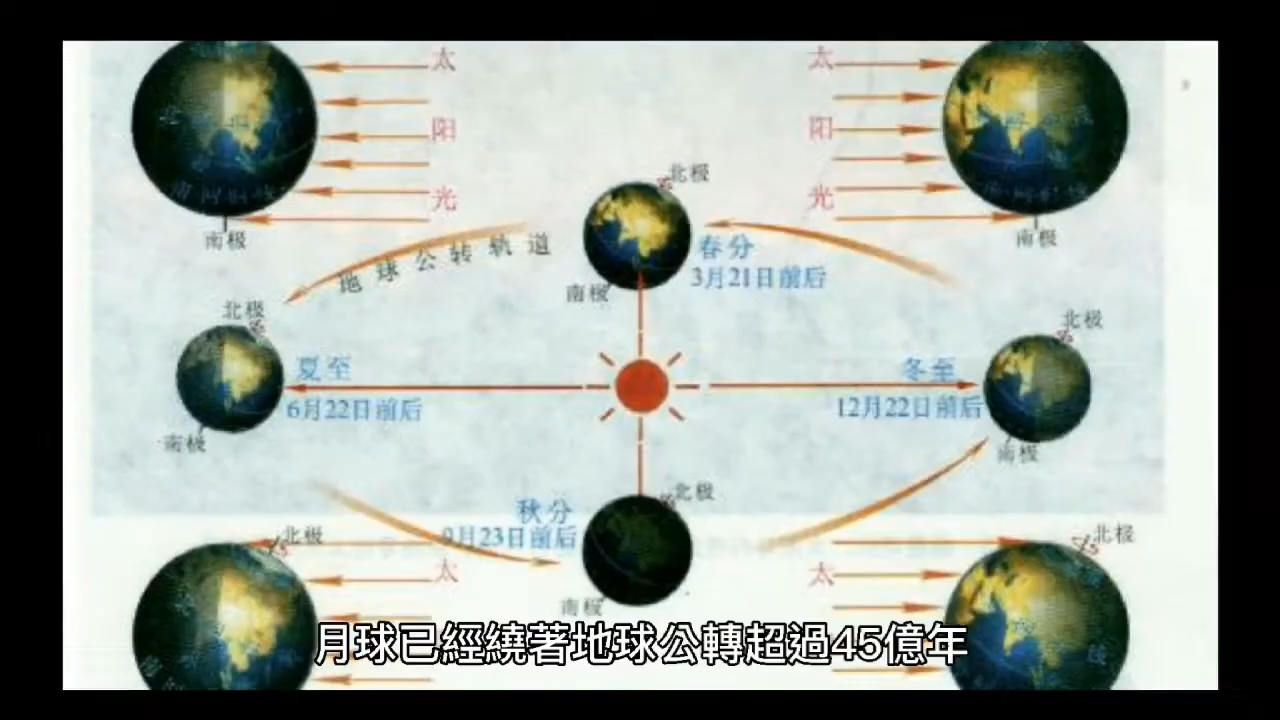 太
阳
光
太
阳
光
南极
南极
北极
春分
3月21日前后
南极
地球公转轨道
北极
夏至
6月22日前后
南极
北极
冬至
12月22日前后
南极
北极
秋分
9月23日前后
南极
北极
太
太
北极
月球已經繞著地球公轉超過45億年